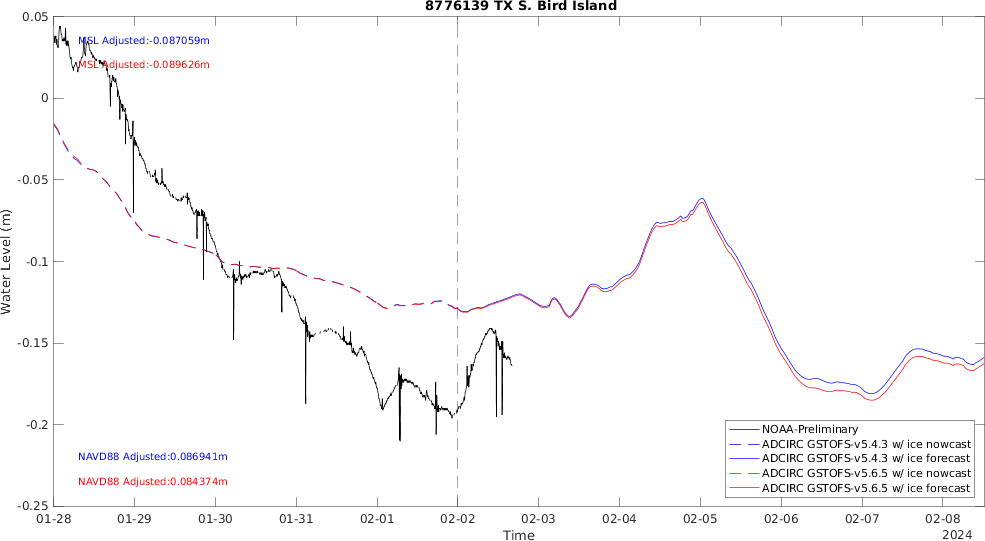 8776139 TX S. Bird Island
0.05
0
-0.05
-0.1
-0.15
-0.2
-0.25
Water Level (m)
MSL Adjusted:-0.087059m
MSL Adjusted:-0.089626m
NAVD88 Adjusted:0.086941m
NAVD88 Adjusted:0.084374m
NOAA-Preliminary
ADCIRC GSTOFS-v5.4.3 w/ ice nowcast
ADCIRC GSTOFS-v5.4.3 w/ ice forecast
ADCIRC GSTOFS-v5.6.5 w/ ice nowcast
ADCIRC GSTOFS-v5.6.5 w/ ice forecast
01-28 01-29 01-30 01-31 02-01 02-02 02-03 02-04 02-05 02-06 02-07 02-08
Time
2024